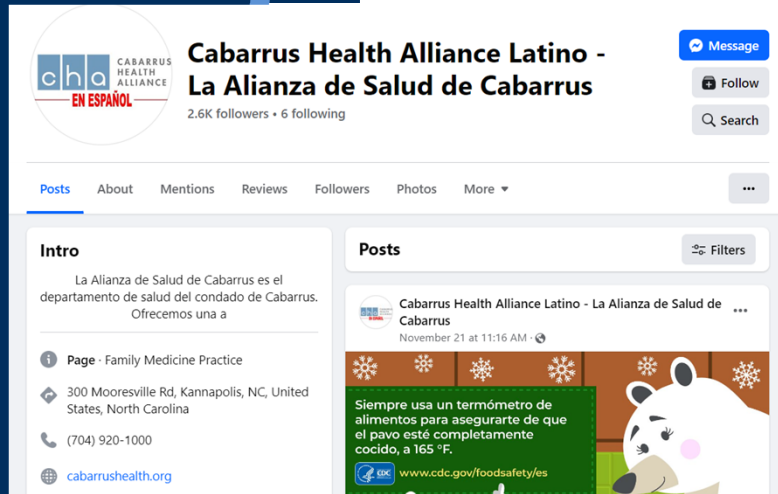 cha
CABARRUS
HEALTH
ALLIANCE
EN ESPAÑOL
Cabarrus Health Alliance Latino -
La Alianza de Salud de Cabarrus
2.6K followers • 6 following
Message
Follow
Search
Posts About Mentions Reviews Followers Photos More
Intro
La Alianza de Salud de Cabarrus es el
departamento de salud del condado de Cabarrus.
Ofrecemos una a
Page · Family Medicine Practice
300 Mooresville Rd, Kannapolis, NC, United
States, North Carolina
(704) 920-1000
cabarrushealth.org
Posts
Filters
Cabarrus Health Alliance Latino - La Alianza de Salud de
Cabarrus
November 21 at 11:16 AM ·
Siempre usa un termómetro de
alimentos para asegurarte de que
el pavo esté completamente
cocido, a 165 °F.
CDC
www.cdc.gov/foodsafety/es